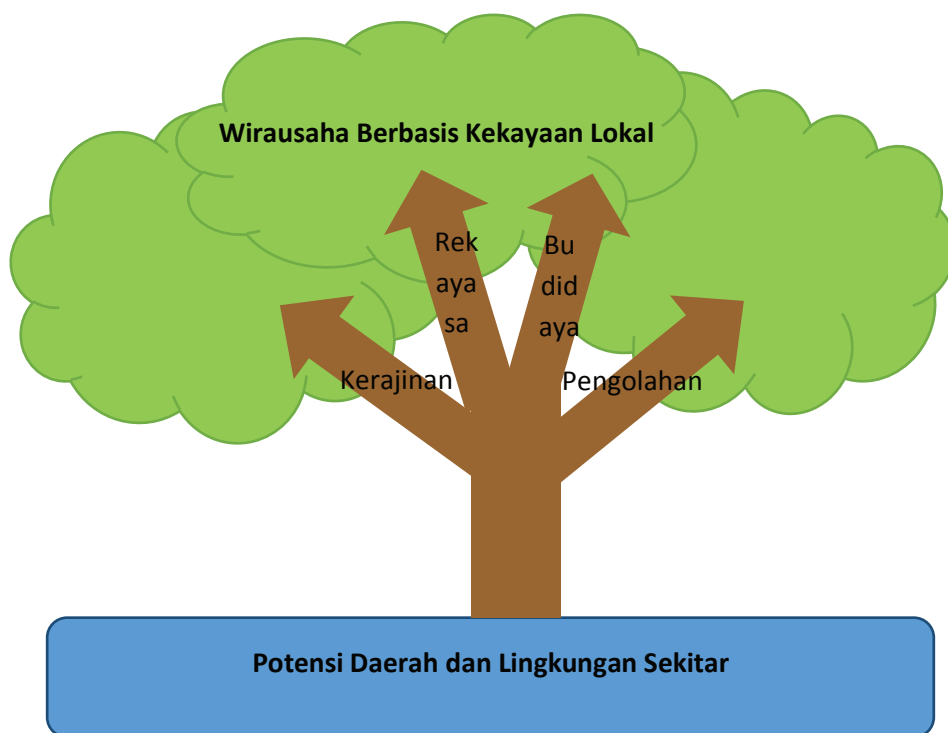 Wirausaha Berbasis Kekayaan Lokal
Rek
aya
sa
Bu
did
aya
Kerajinan
Pengolahan
Potensi Daerah dan Lingkungan Sekitar